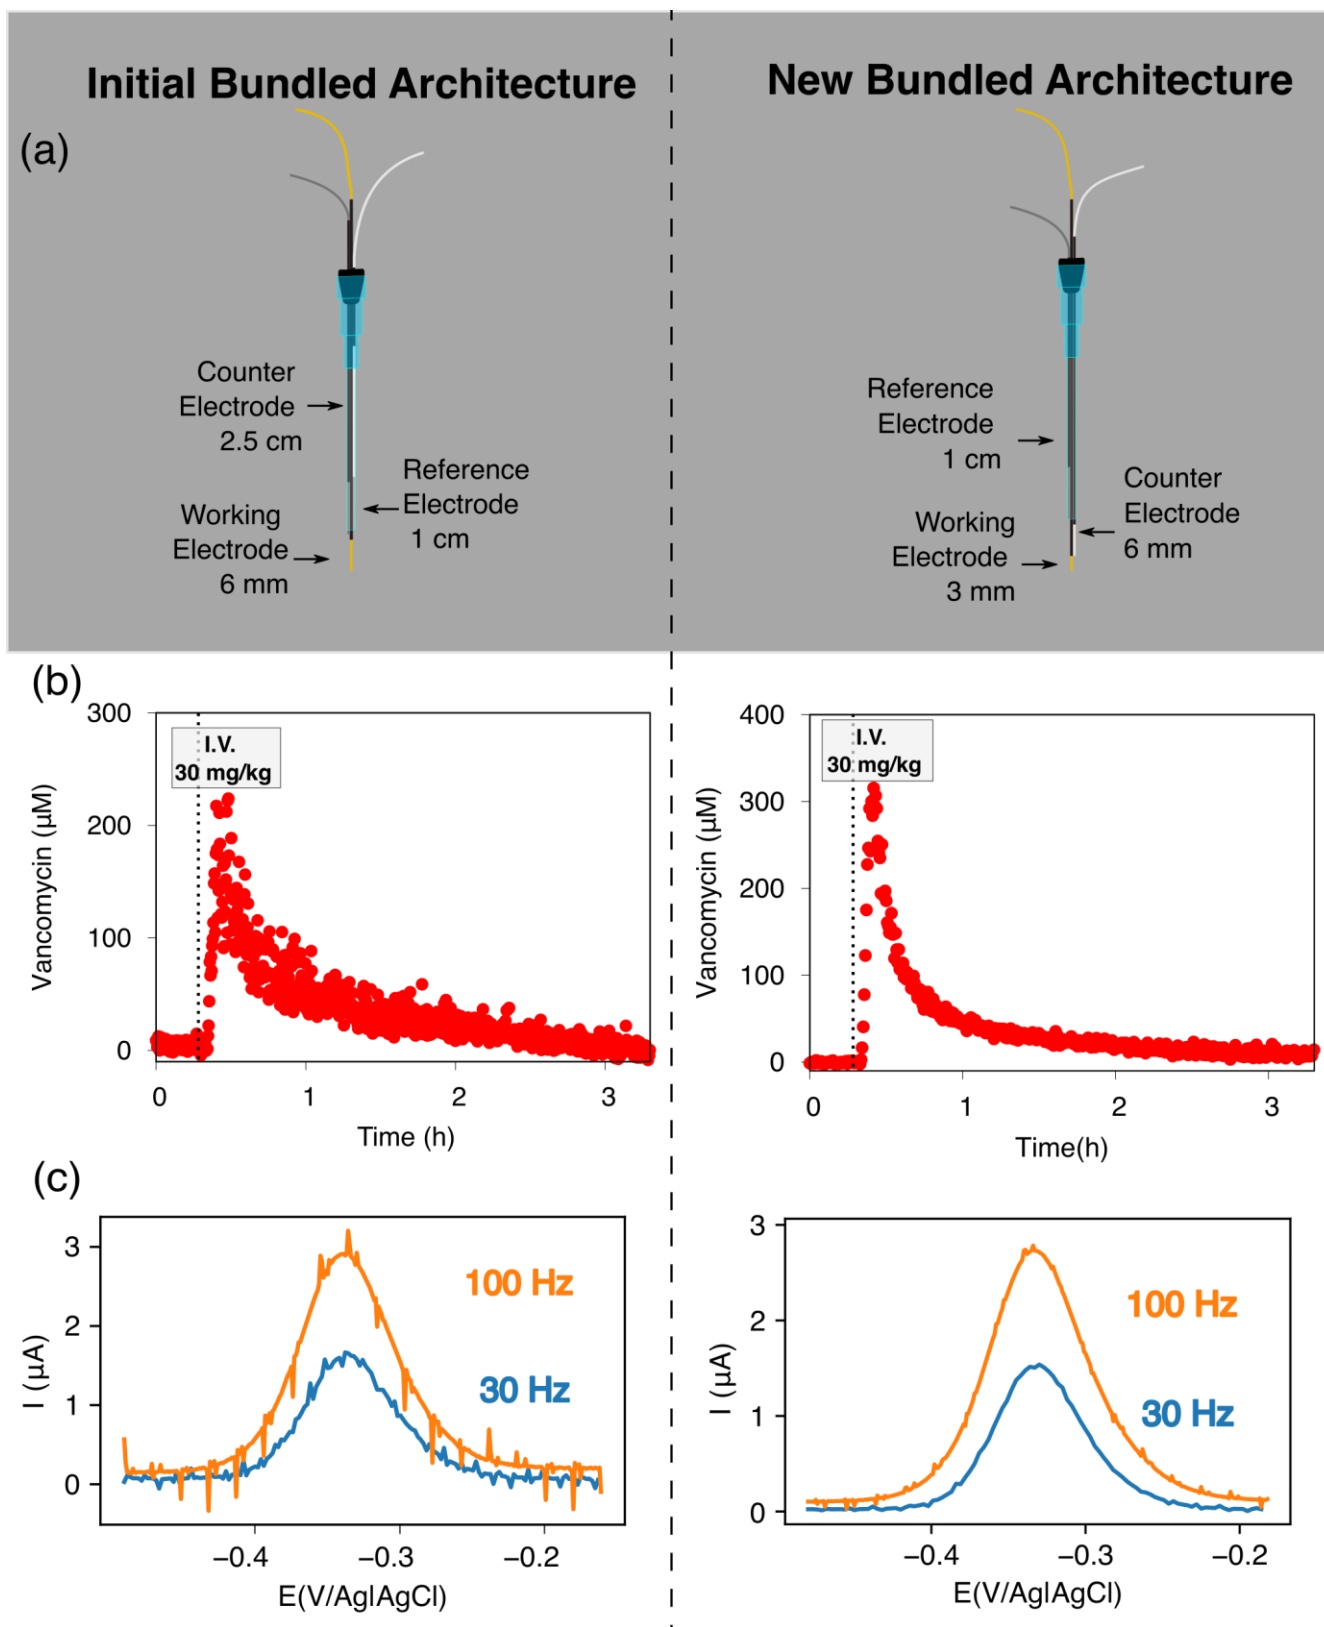 Initial Bundled Architecture
New Bundled Architecture
(a)
Counter
Electrode
2.5 cm
Reference
Electrode
1 cm
Working
Electrode
6 mm
Reference
Electrode
1 cm
Counter
Electrode
6 mm
Working
Electrode
3 mm
(b)
300
200
100
0
Vancomycin (µM)
I.V.
30 mg/kg
0 1 2 3
Time (h)
400
300
200
100
0
Vancomycin (µM)
I.V.
30 mg/kg
0 1 2 3
Time(h)
(c)
3
2
1
0
I (µA)
100 Hz
30 Hz
−0.4 −0.3 −0.2
E(V/Ag|AgCl)
3
2
1
0
I (µA)
100 Hz
30 Hz
−0.4 −0.3 −0.2
E(V/Ag|AgCl)